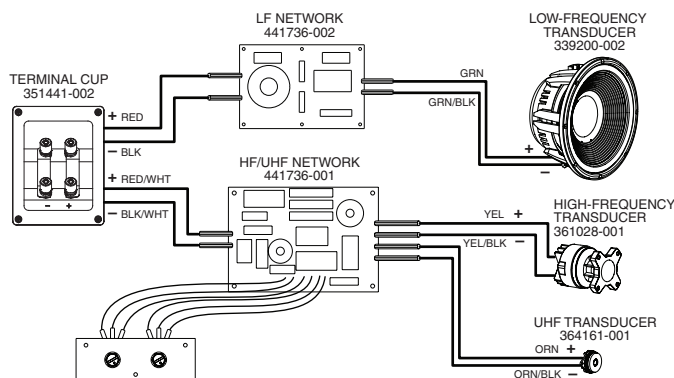 LF NETWORK
441736-002
LOW-FREQUENCY
TRANSDUCER
339200-002
TERMINAL CUP
351441-002
GRN
GRN/BLK
+ RED
+
–
– BLK
HF/UHF NETWORK
441736-001
+ RED/WHT
– BLK/WHT
– +
HIGH-FREQUENCY
TRANSDUCER
361028-001
YEL +
YEL/BLK –
UHF TRANSDUCER
364161-001
ORN +
ORN/BLK –